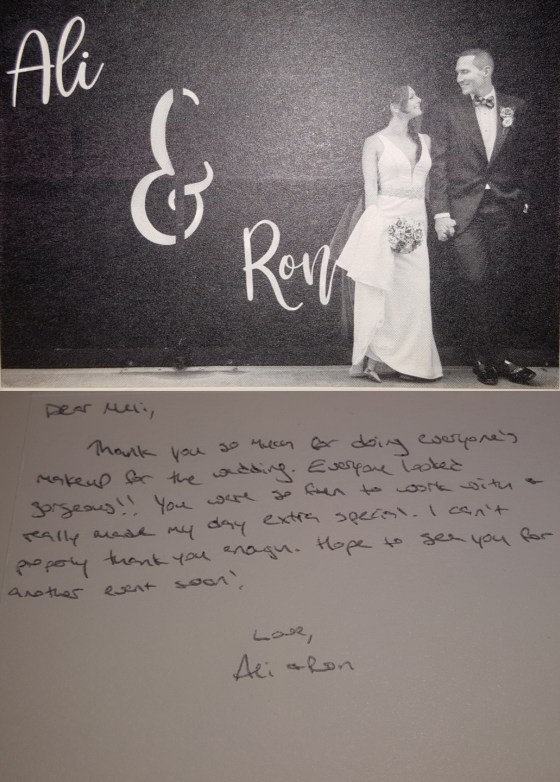 Ali
&
Ron
Dear
Thank you so much for doing everyone's
makeup for the wedding. Everyone looked
gorgeous!! You were so fun to work with &
really made my day extra special. I can't
properly thank you enough. Hope to see you for
another event soon!
Love,
Ali & Ron